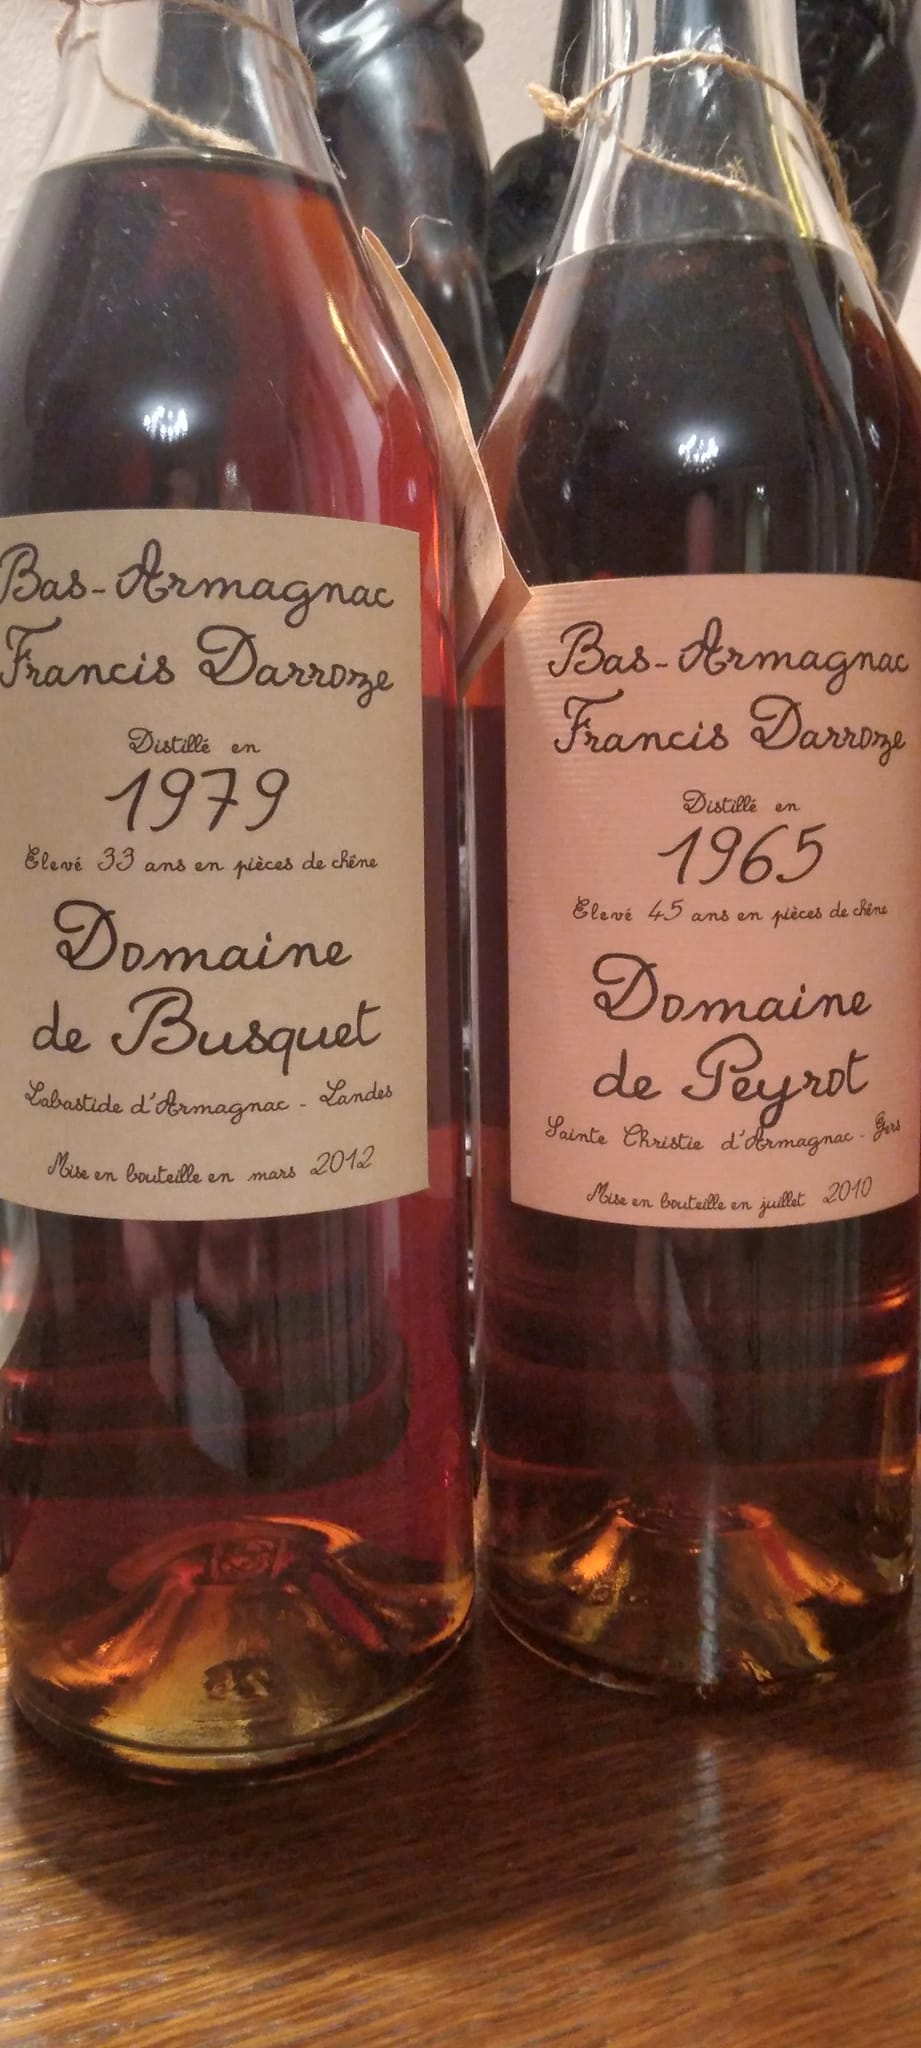 Bas-Armagnac
Francis Darroze
Distillé en
1979
Elevé 33 ans en pièces de chêne
Domaine
de Busquet
Labastide d'Armagnac - Landes
Mise en bouteille en mars 2012
Bas-Armagnac
Francis Darroze
Distillé en
1965
Elevé 45 ans en pièces de chêne
Domaine
de Peyrot
Sainte Christie d'Armagnac - Gers
Mise en bouteille en juillet 2010